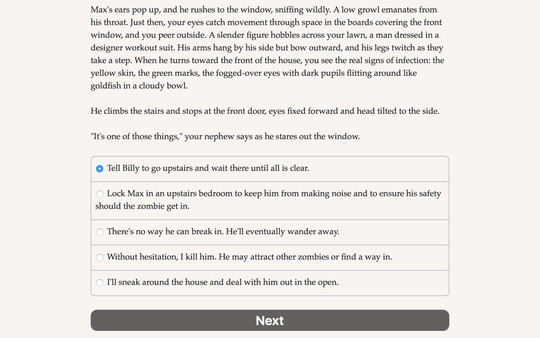 Max's ears pop up, and he rushes to the window, sniffing wildly. A low growl emanates from
his throat. Just then, your eyes catch movement through space in the boards covering the front
window, and you peer outside. A slender figure hobbles across your lawn, a man dressed in a
designer workout suit. His arms hang by his side but bow outward, and his legs twitch as they
take a step. When he turns toward the front of the house, you see the real signs of infection: the
yellow skin, the green marks, the fogged-over eyes with dark pupils flitting around like
goldfish in a cloudy bowl.
He climbs the stairs and stops at the front door, eyes fixed forward and head tilted to the side.
"It's one of those things," your nephew says as he stares out the window.
Tell Billy to go upstairs and wait there until all is clear.
Lock Max in an upstairs bedroom to keep him from making noise and to ensure his safety
should the zombie get in.
There's no way he can break in. He'll eventually wander away.
Without hesitation, I kill him. He may attract other zombies or find a way in.
I'll sneak around the house and deal with him out in the open.
Next